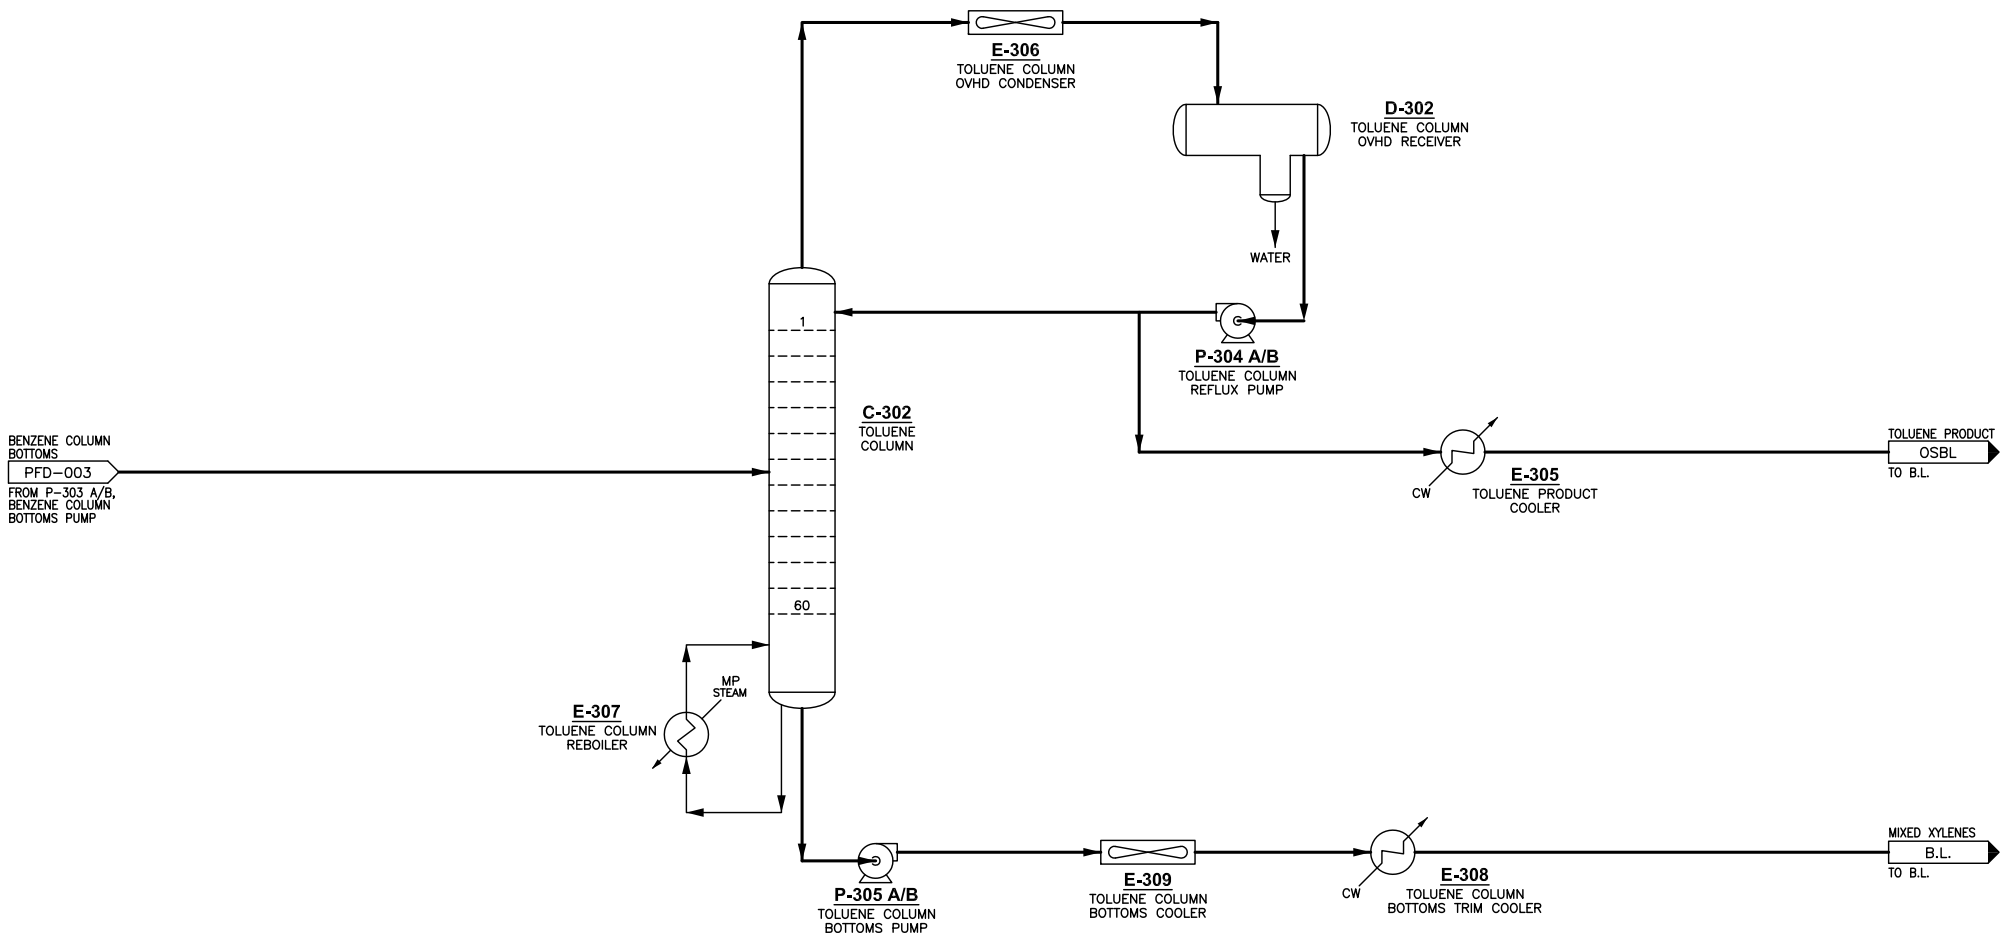 E-306
TOLUENE COLUMN
OVHD CONDENSER
D-302
TOLUENE COLUMN
OVHD RECEIVER
WATER
1
P-304 A/B
TOLUENE COLUMN
REFLUX PUMP
C-302
TOLUENE
COLUMN
BENZENE COLUMN
BOTTOMS
PFD-003
FROM P-303 A/B,
BENZENE COLUMN
BOTTOMS PUMP
TOLUENE PRODUCT
OSBL
TO B.L.
CW
E-305
TOLUENE PRODUCT
COOLER
60
MP
STEAM
E-307
TOLUENE COLUMN
REBOILER
P-305 A/B
TOLUENE COLUMN
BOTTOMS PUMP
E-309
TOLUENE COLUMN
BOTTOMS COOLER
CW
E-308
TOLUENE COLUMN
BOTTOMS TRIM COOLER
MIXED XYLENES
B.L.
TO B.L.